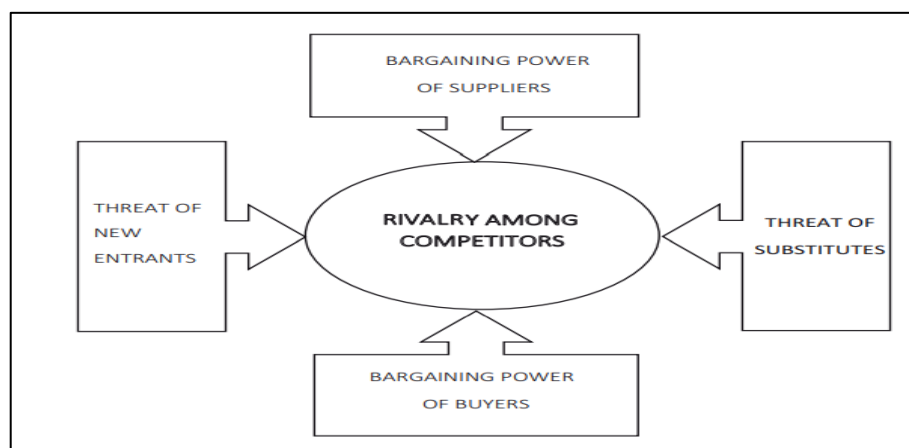 BARGAINING POWER
OF SUPPLIERS
THREAT OF
NEW
ENTRANTS
RIVALRY AMONG
COMPETITORS
THREAT OF
SUBSTITUTES
BARGAINING POWER
OF BUYERS